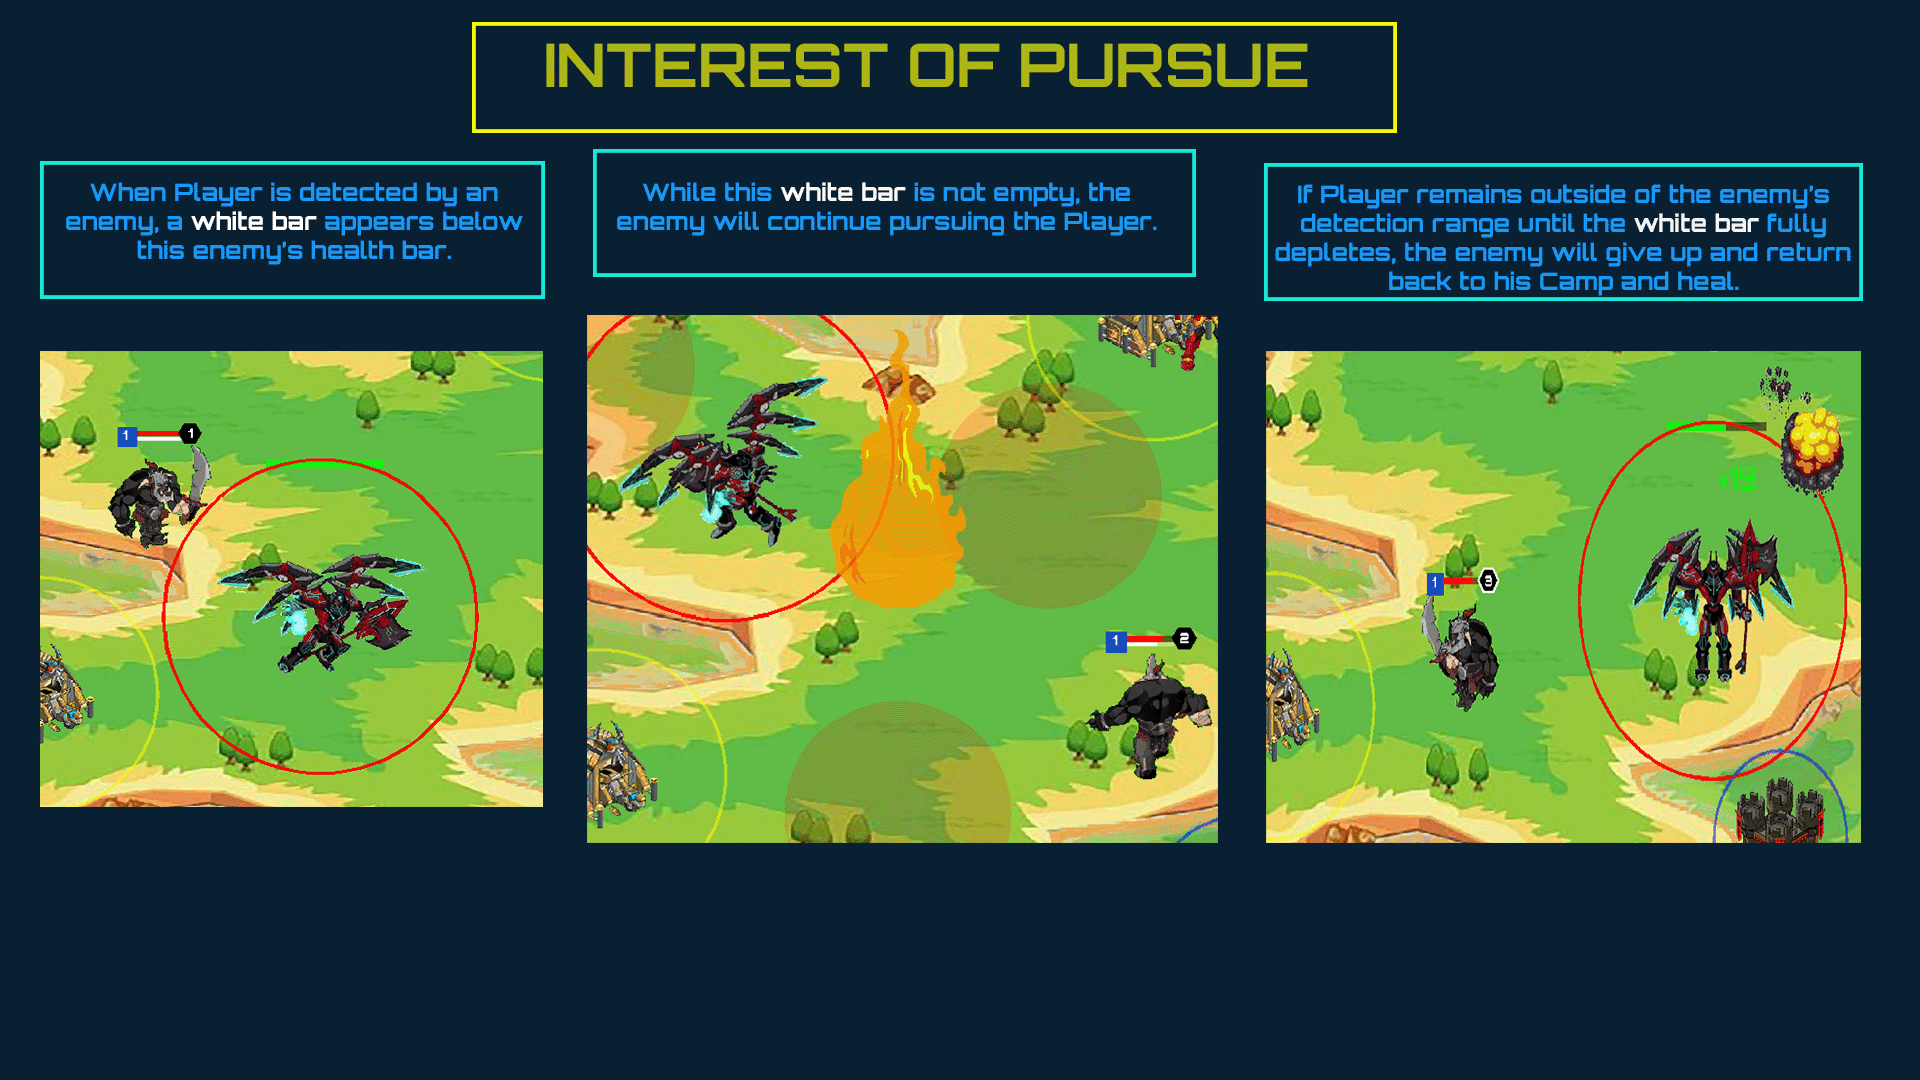 INTEREST OF PURSUE
When Player is detected by an
enemy, a white bar appears below
this enemy's health bar.
While this white bar is not empty, the
enemy will continue pursuing the Player.
If Player remains outside of the enemy's
detection range until the white bar fully
depletes, the enemy will give up and return
back to his Camp and heal.
1 1
1 2
1 3